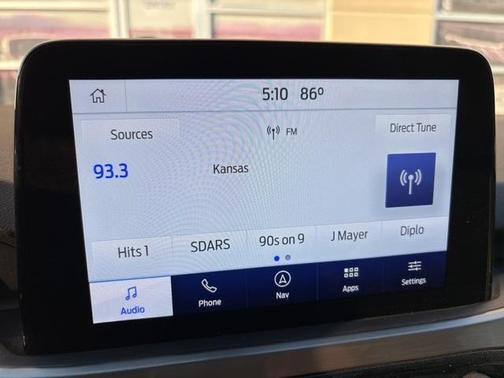 5:10 86°
Sources
FM
Direct Tune
93.3
Kansas
Hits 1
SDARS
90s on 9
J Mayer
Diplo
Audio
Phone
Nav
Apps
Settings